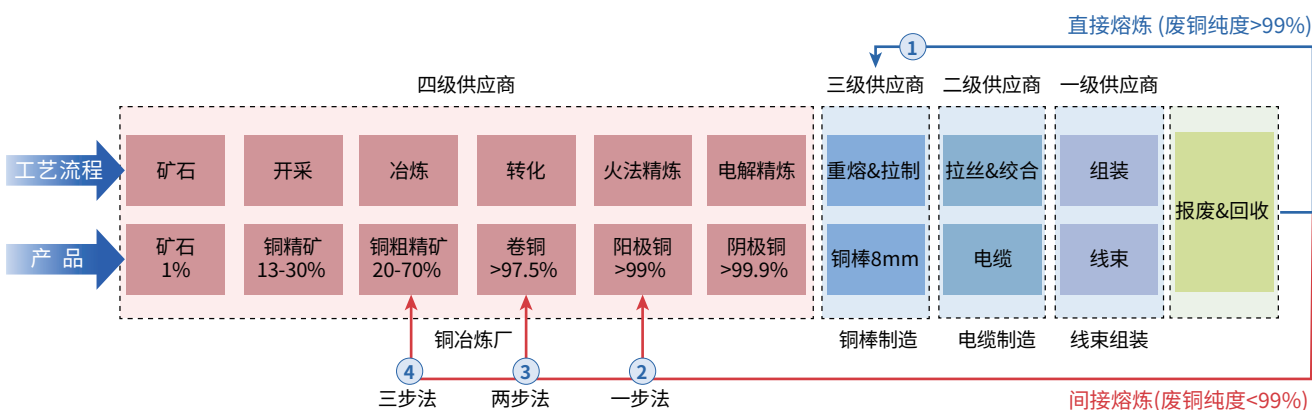 直接熔炼 (废铜纯度>99%)
1
四级供应商
三级供应商
二级供应商
一级供应商
工艺流程
矿石
开采
冶炼
转化
火法精炼
电解精炼
重熔&拉制
拉丝&绞合
组装
报废&回收
产 品
矿石
1%
铜精矿
13-30%
铜粗精矿
20-70%
卷铜
>97.5%
阳极铜
>99%
阴极铜
>99.9%
铜棒8mm
电缆
线束
铜冶炼厂
铜棒制造
电缆制造
线束组装
4
3
2
三步法
两步法
一步法
间接熔炼(废铜纯度<99%)